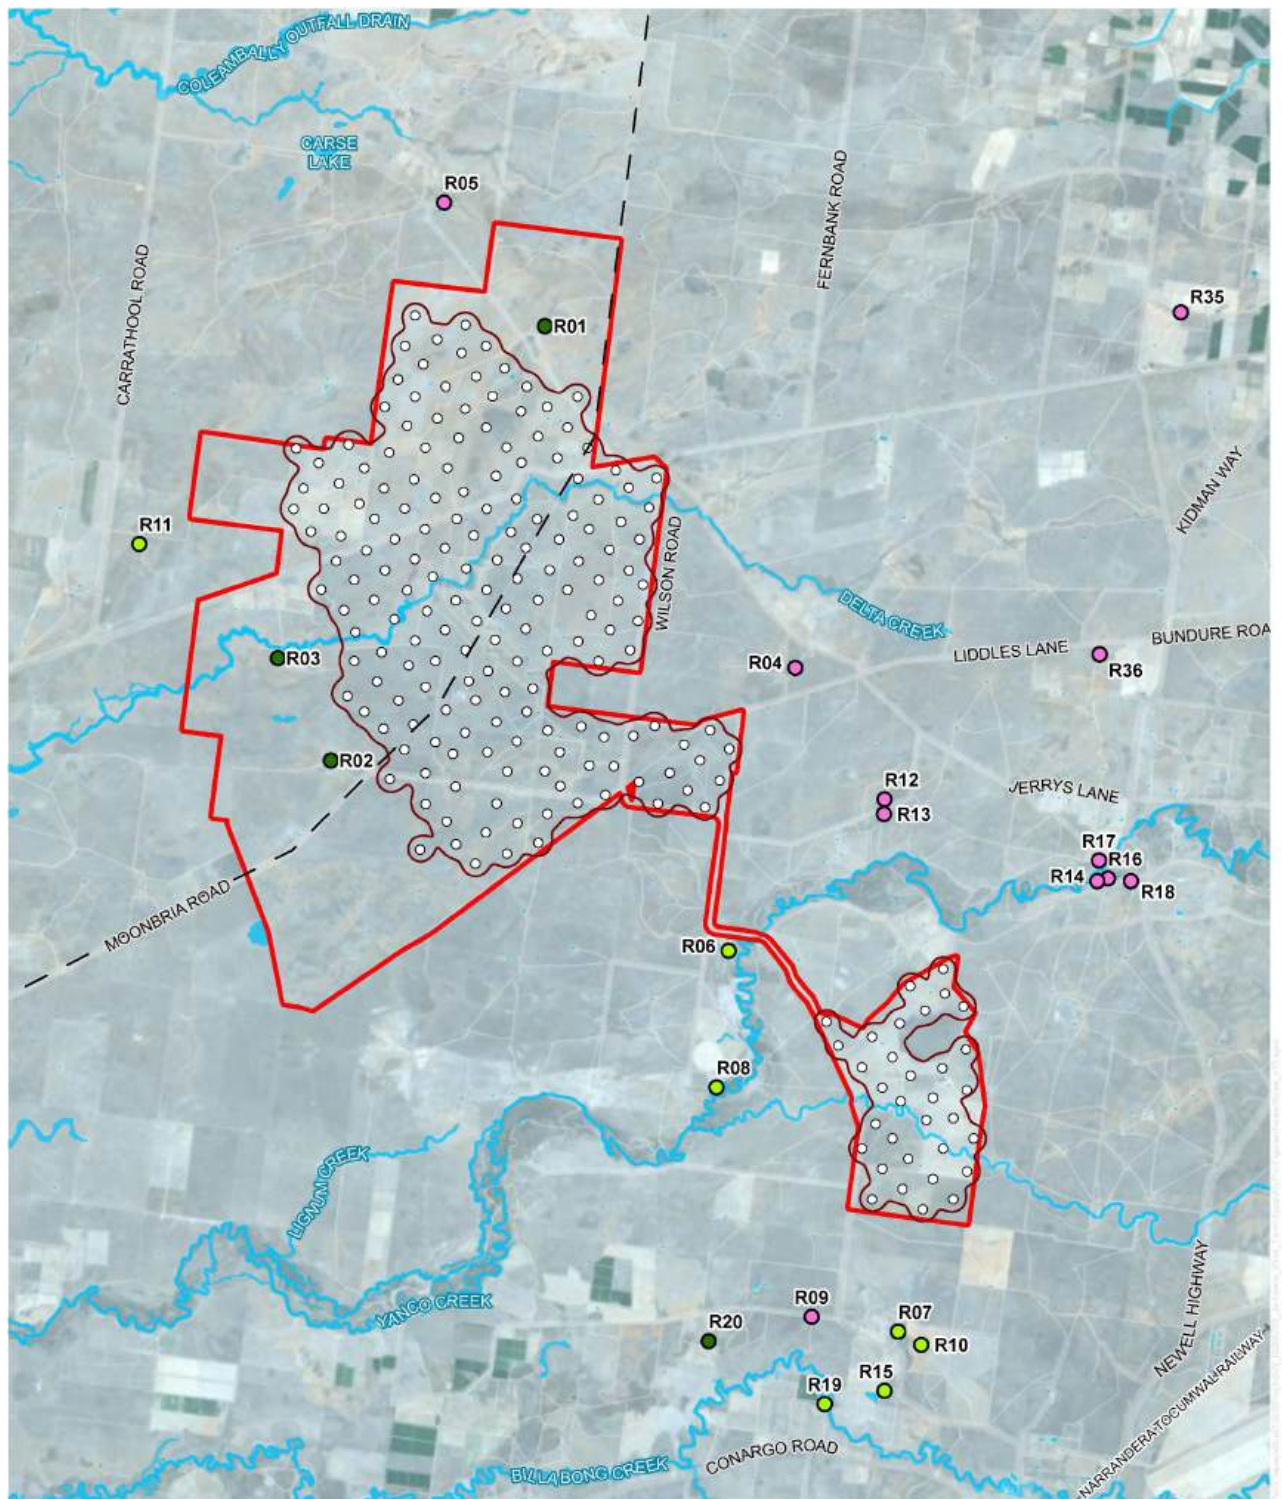 COLEAMBALLY OUTFALL DRAIN
CARSE
LAKE
R05
FERNBANK ROAD
CARRATHOOL ROAD
R35
R01
KIDMAN WAY
R11
WILSON ROAD
DELTA CREEK
BUNDURE ROA
LIDDLES LANE
R03
R04
R36
R02
R12
JERRYS LANE
R13
R17
R16
R14
R18
MOONBRIA ROAD
R06
R08
LIGNUM CREEK
YANCO CREEK
NEWELL HIGHWAY
R09
R07
R20
R10
R15
R19
NARRANDERA TO CUMWAL RAILWAY
CONARGO ROAD
BILLABONG CREEK